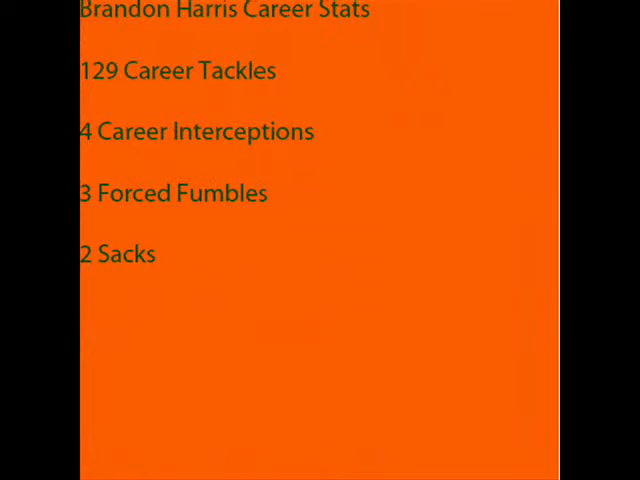 Brandon Harris Career Stats
129 Career Tackles
4 Career Interceptions
3 Forced Fumbles
2 Sacks